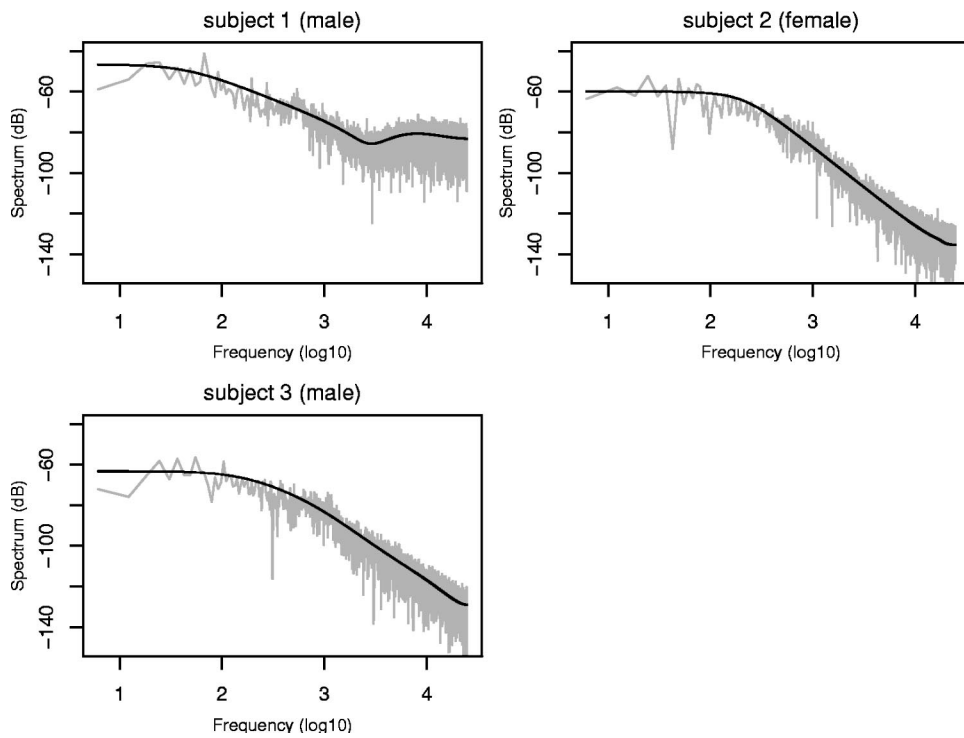 subject 1 (male)
Spectrum (dB)
−60
−100
−140
1 2 3 4
Frequency (log10)
subject 2 (female)
Spectrum (dB)
−60
−100
−140
1 2 3 4
Frequency (log10)
subject 3 (male)
Spectrum (dB)
−60
−100
−140
1 2 3 4
Frequency (log10)